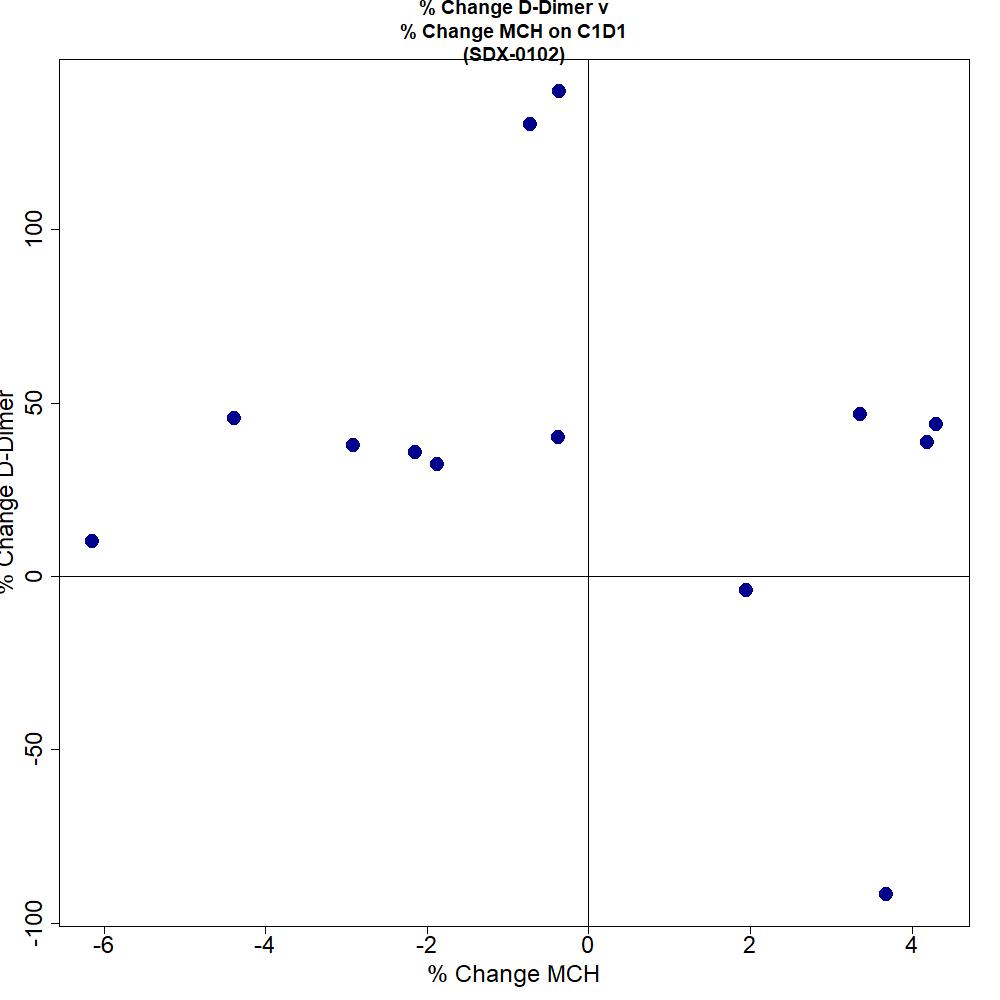 % Change D-Dimer v
% Change MCH on C1D1
(SDX-0102)
% Change D-Dimer
100
50
0
-50
-100
-6
-4
-2
0
2
4
% Change MCH